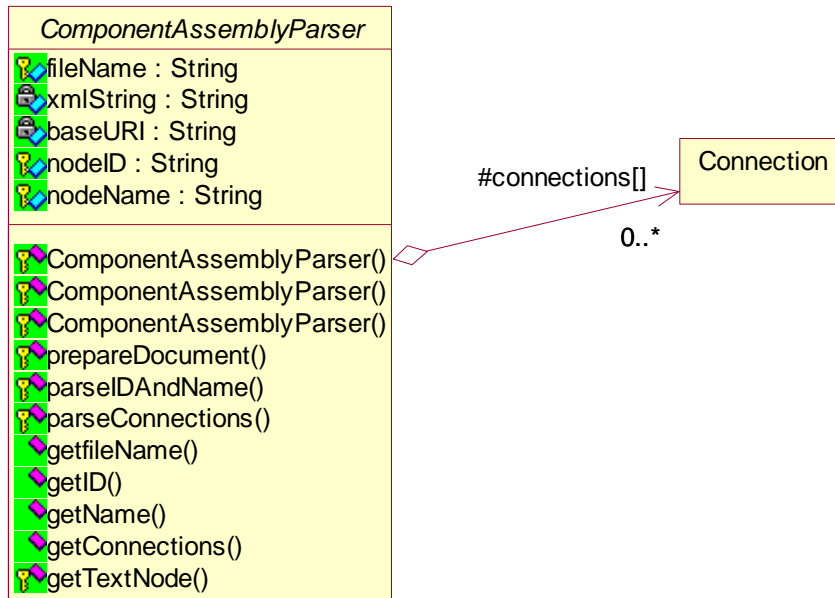 ComponentAssemblyParser
fileName : String
xmlString : String
baseURI : String
nodeID : String
nodeName : String
ComponentAssemblyParser()
ComponentAssemblyParser()
ComponentAssemblyParser()
prepareDocument()
parseIDAndName()
parseConnections()
getfileName()
getID()
getName()
getConnections()
getTextNode()
#connections[]
0..*
Connection